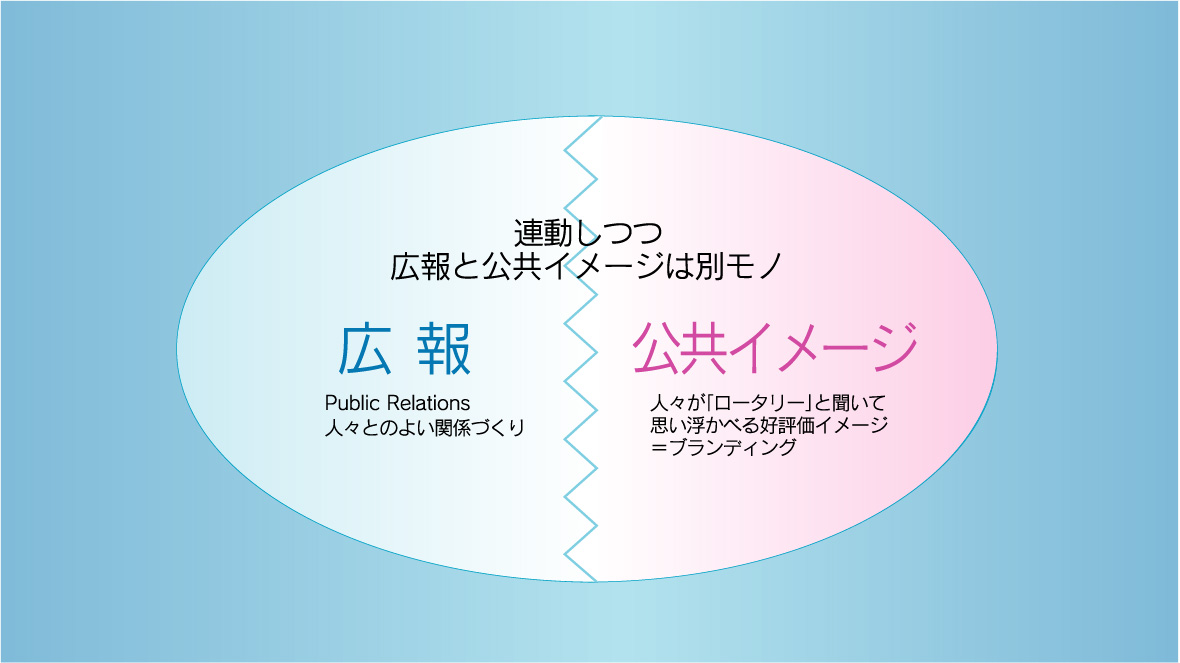 連動しつつ
広報と公共イメージは別モノ
広 報
Public Relations
人々とのよい関係づくり
公共イメージ
人々が「ロータリー」と聞いて
思い浮かべる好評価イメージ
＝ブランディング